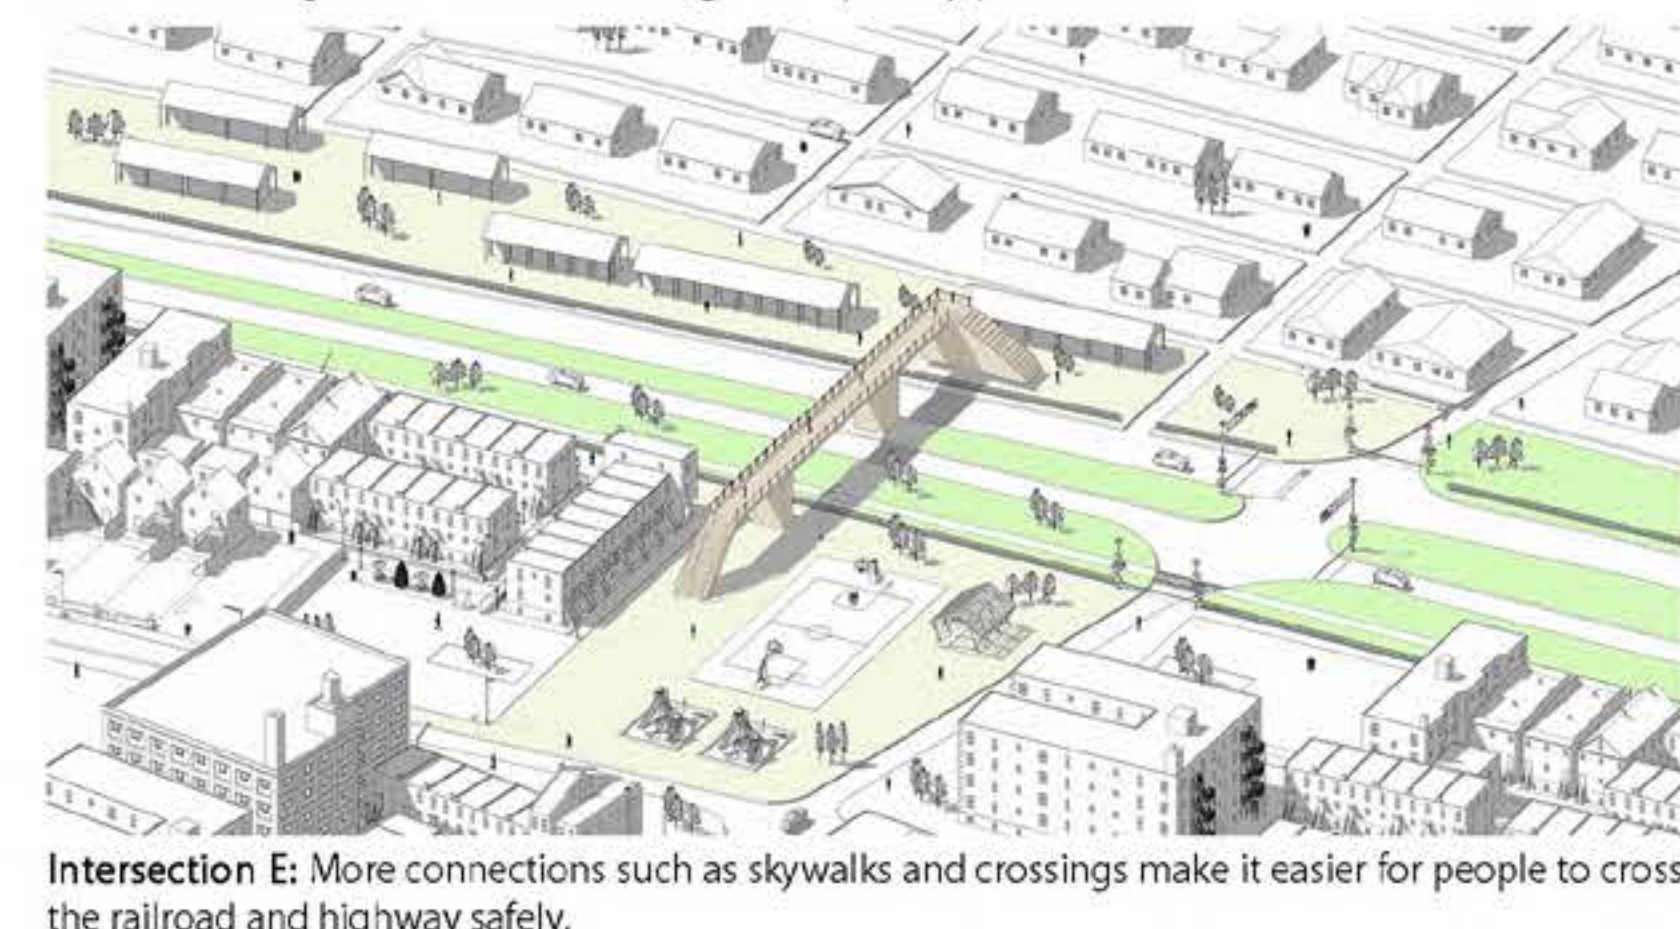 Intersection E: More connections such as skywalks and crossings make it easier for people to cross
the railroad and highway safely.